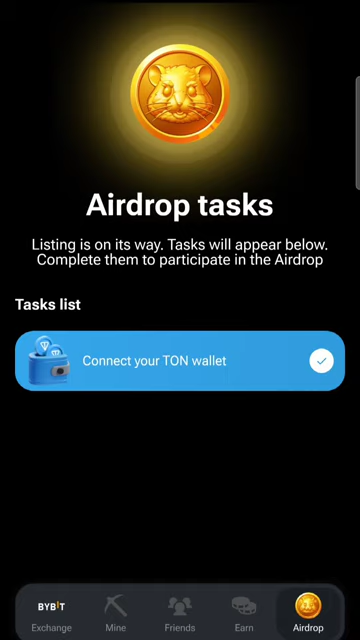 Airdrop tasks
Listing is on its way. Tasks will appear below.
Complete them to participate in the Airdrop
Tasks list
Connect your TON wallet
BYBIT
Exchange
Mine
Friends
Earn
Airdrop